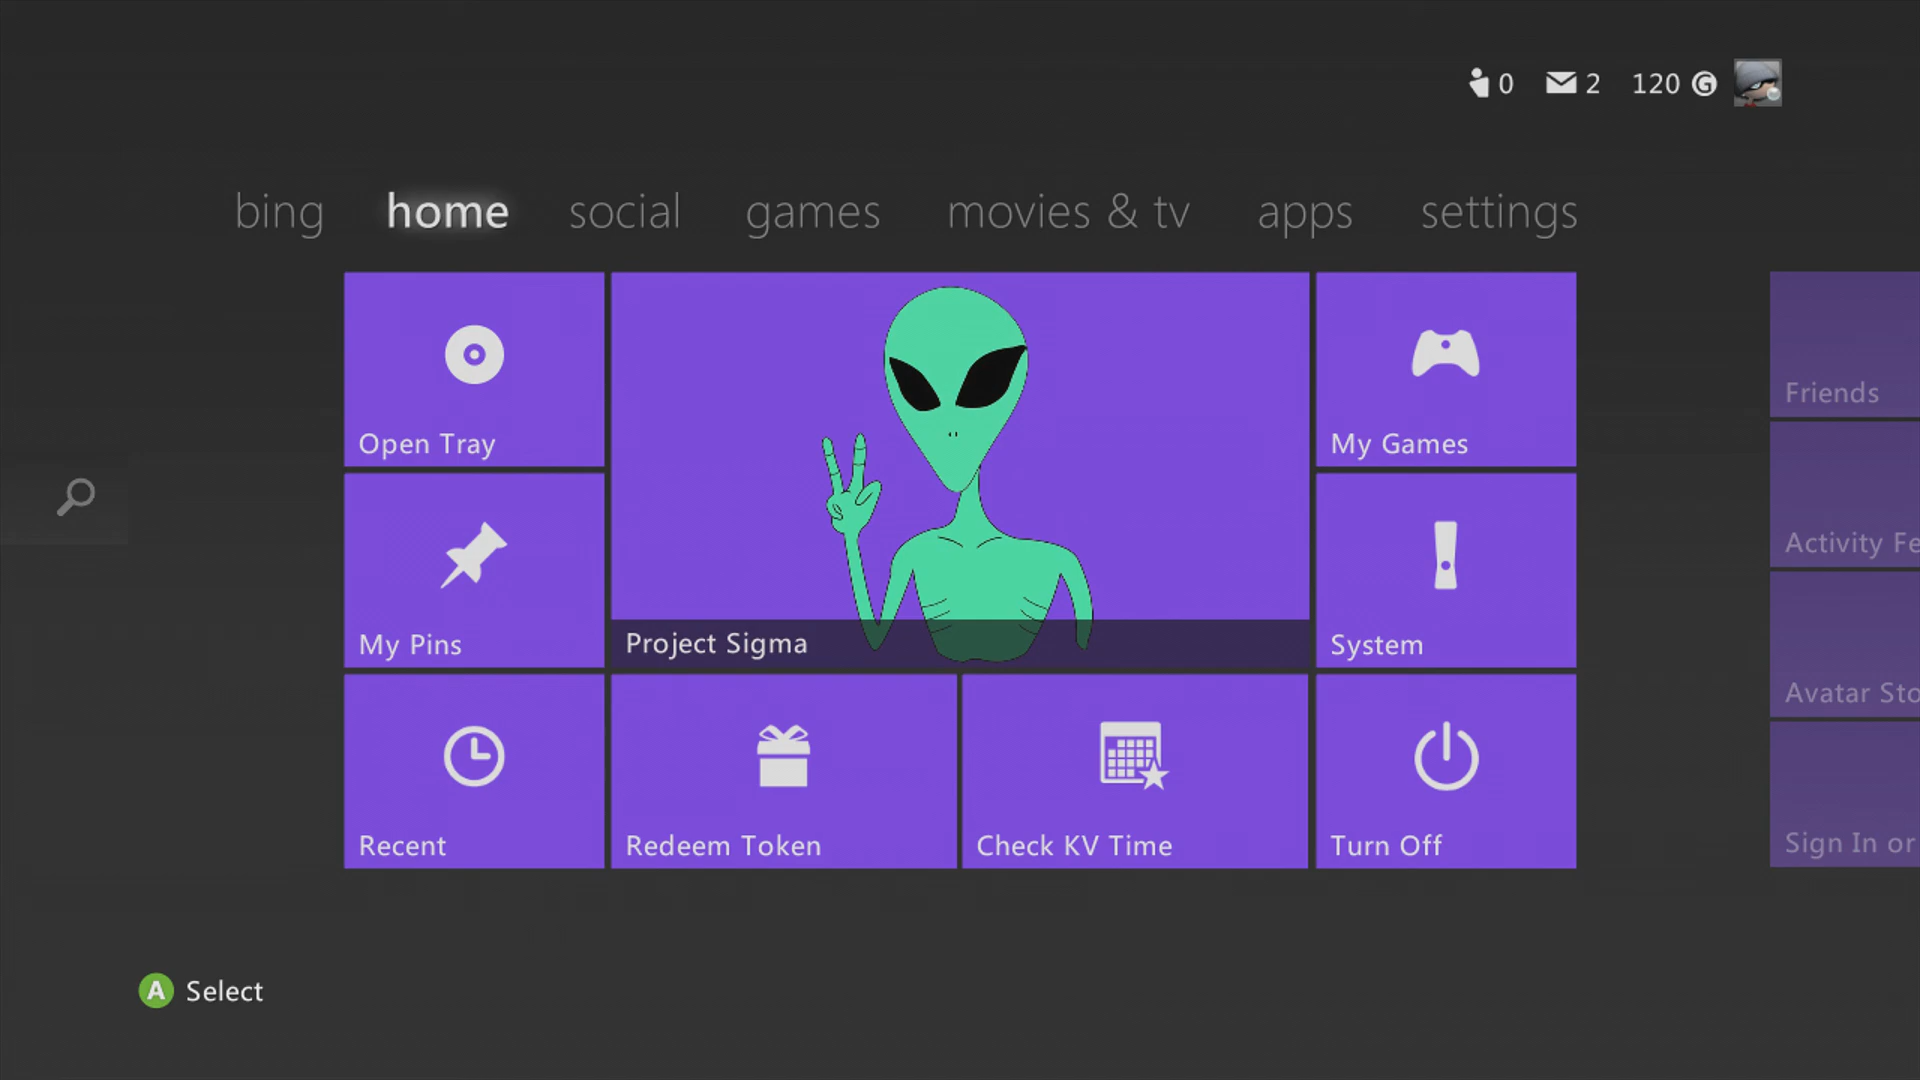 0 2 120 G
bing home social games movies & tv apps settings
Open Tray
My Pins
Recent
Project Sigma
Redeem Token
Check KV Time
My Games
System
Turn Off
Friends
Activity Fe
Avatar Sto
Sign In or
A Select